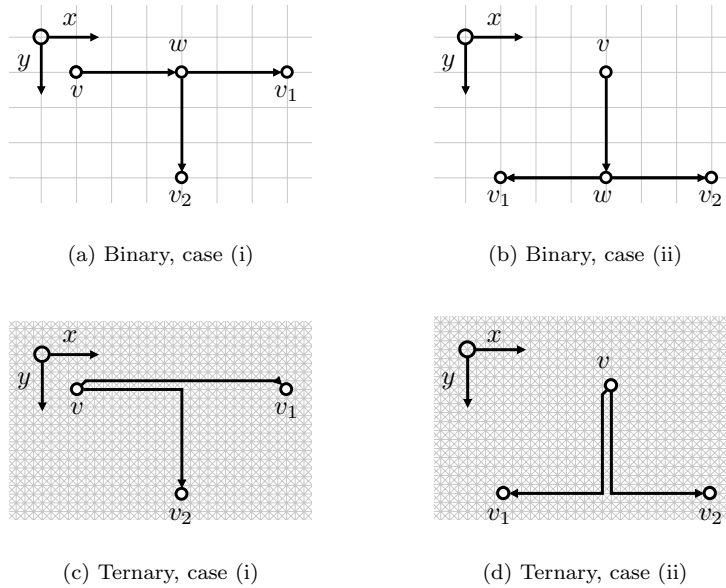 x
y
v
w
v₁
v₂
x
y
v
v₁
w
v₂
(a) Binary, case (i)
(b) Binary, case (ii)
x
y
v
v₁
v₂
x
y
v
v₁
v₂
(c) Ternary, case (i)
(d) Ternary, case (ii)